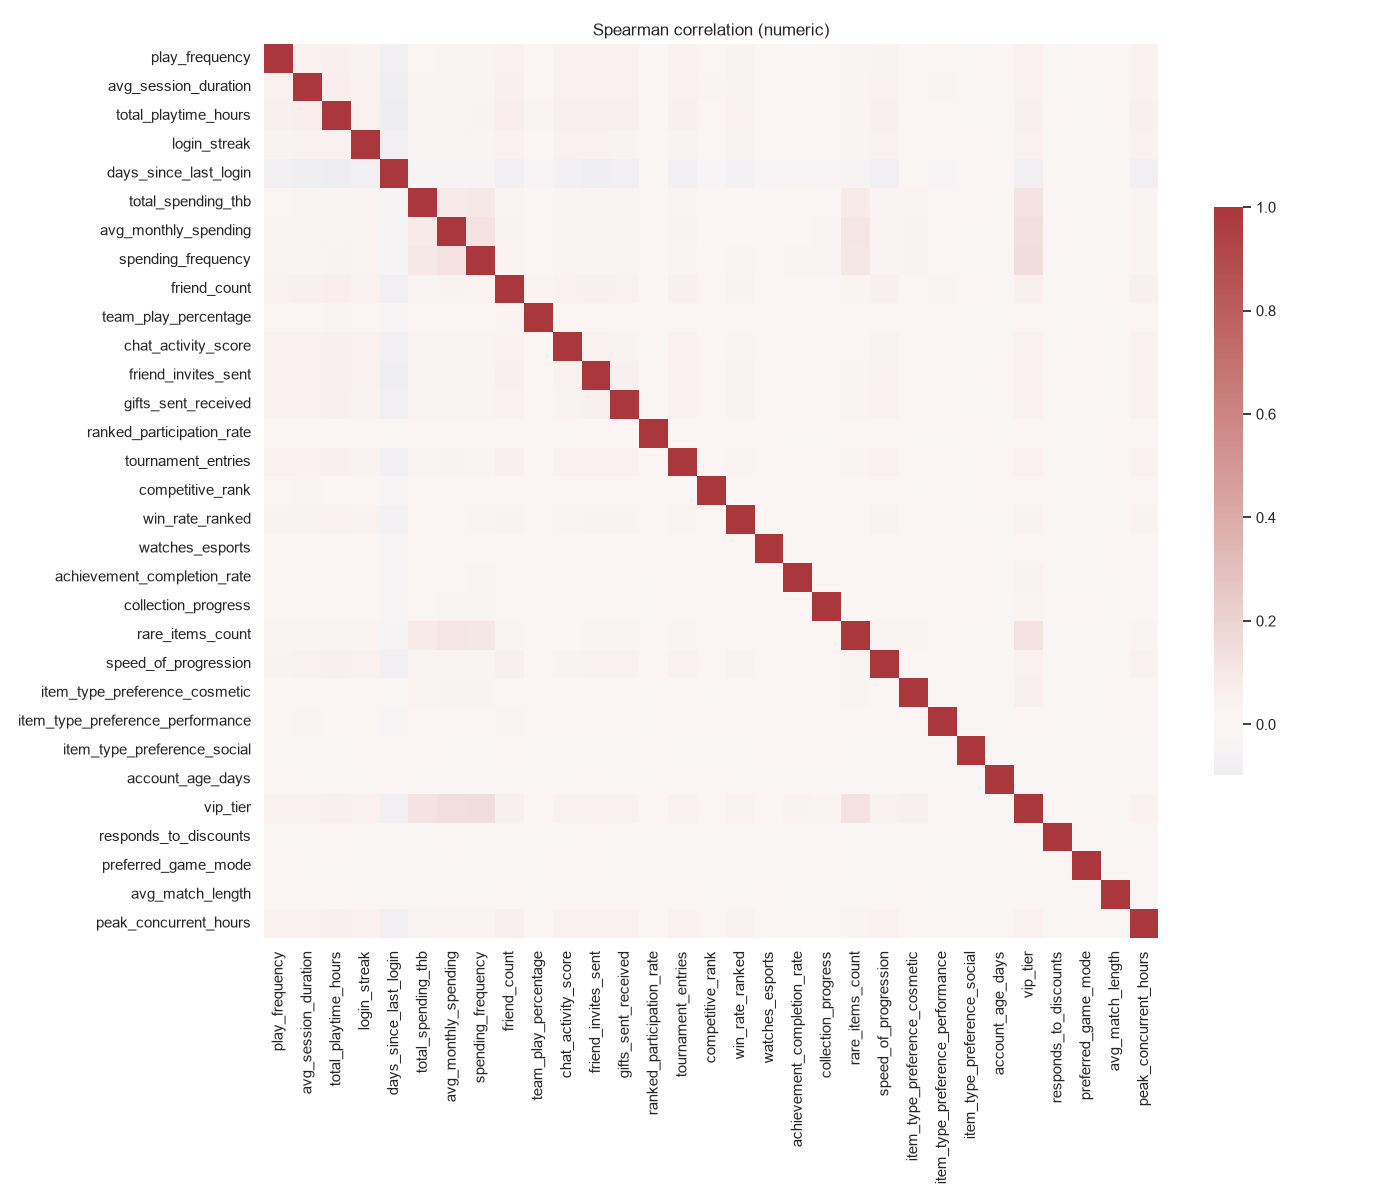 Spearman correlation (numeric)
play_frequency
avg_session_duration
total_playtime_hours
login_streak
days_since_last_login
total_spending_thb
avg_monthly_spending
spending_frequency
friend_count
team_play_percentage
chat_activity_score
friend_invites_sent
gifts_sent_received
ranked_participation_rate
tournament_entries
competitive_rank
win_rate_ranked
watches_esports
achievement_completion_rate
collection_progress
rare_items_count
speed_of_progression
item_type_preference_cosmetic
item_type_preference_performance
item_type_preference_social
account_age_days
vip_tier
responds_to_discounts
preferred_game_mode
avg_match_length
peak_concurrent_hours
play_frequency
avg_session_duration
total_playtime_hours
login_streak
days_since_last_login
total_spending_thb
avg_monthly_spending
spending_frequency
friend_count
team_play_percentage
chat_activity_score
friend_invites_sent
gifts_sent_received
ranked_participation_rate
tournament_entries
competitive_rank
win_rate_ranked
watches_esports
achievement_completion_rate
collection_progress
rare_items_count
speed_of_progression
item_type_preference_cosmetic
item_type_preference_performance
item_type_preference_social
account_age_days
vip_tier
responds_to_discounts
preferred_game_mode
avg_match_length
peak_concurrent_hours
1.0
0.8
0.6
0.4
0.2
0.0